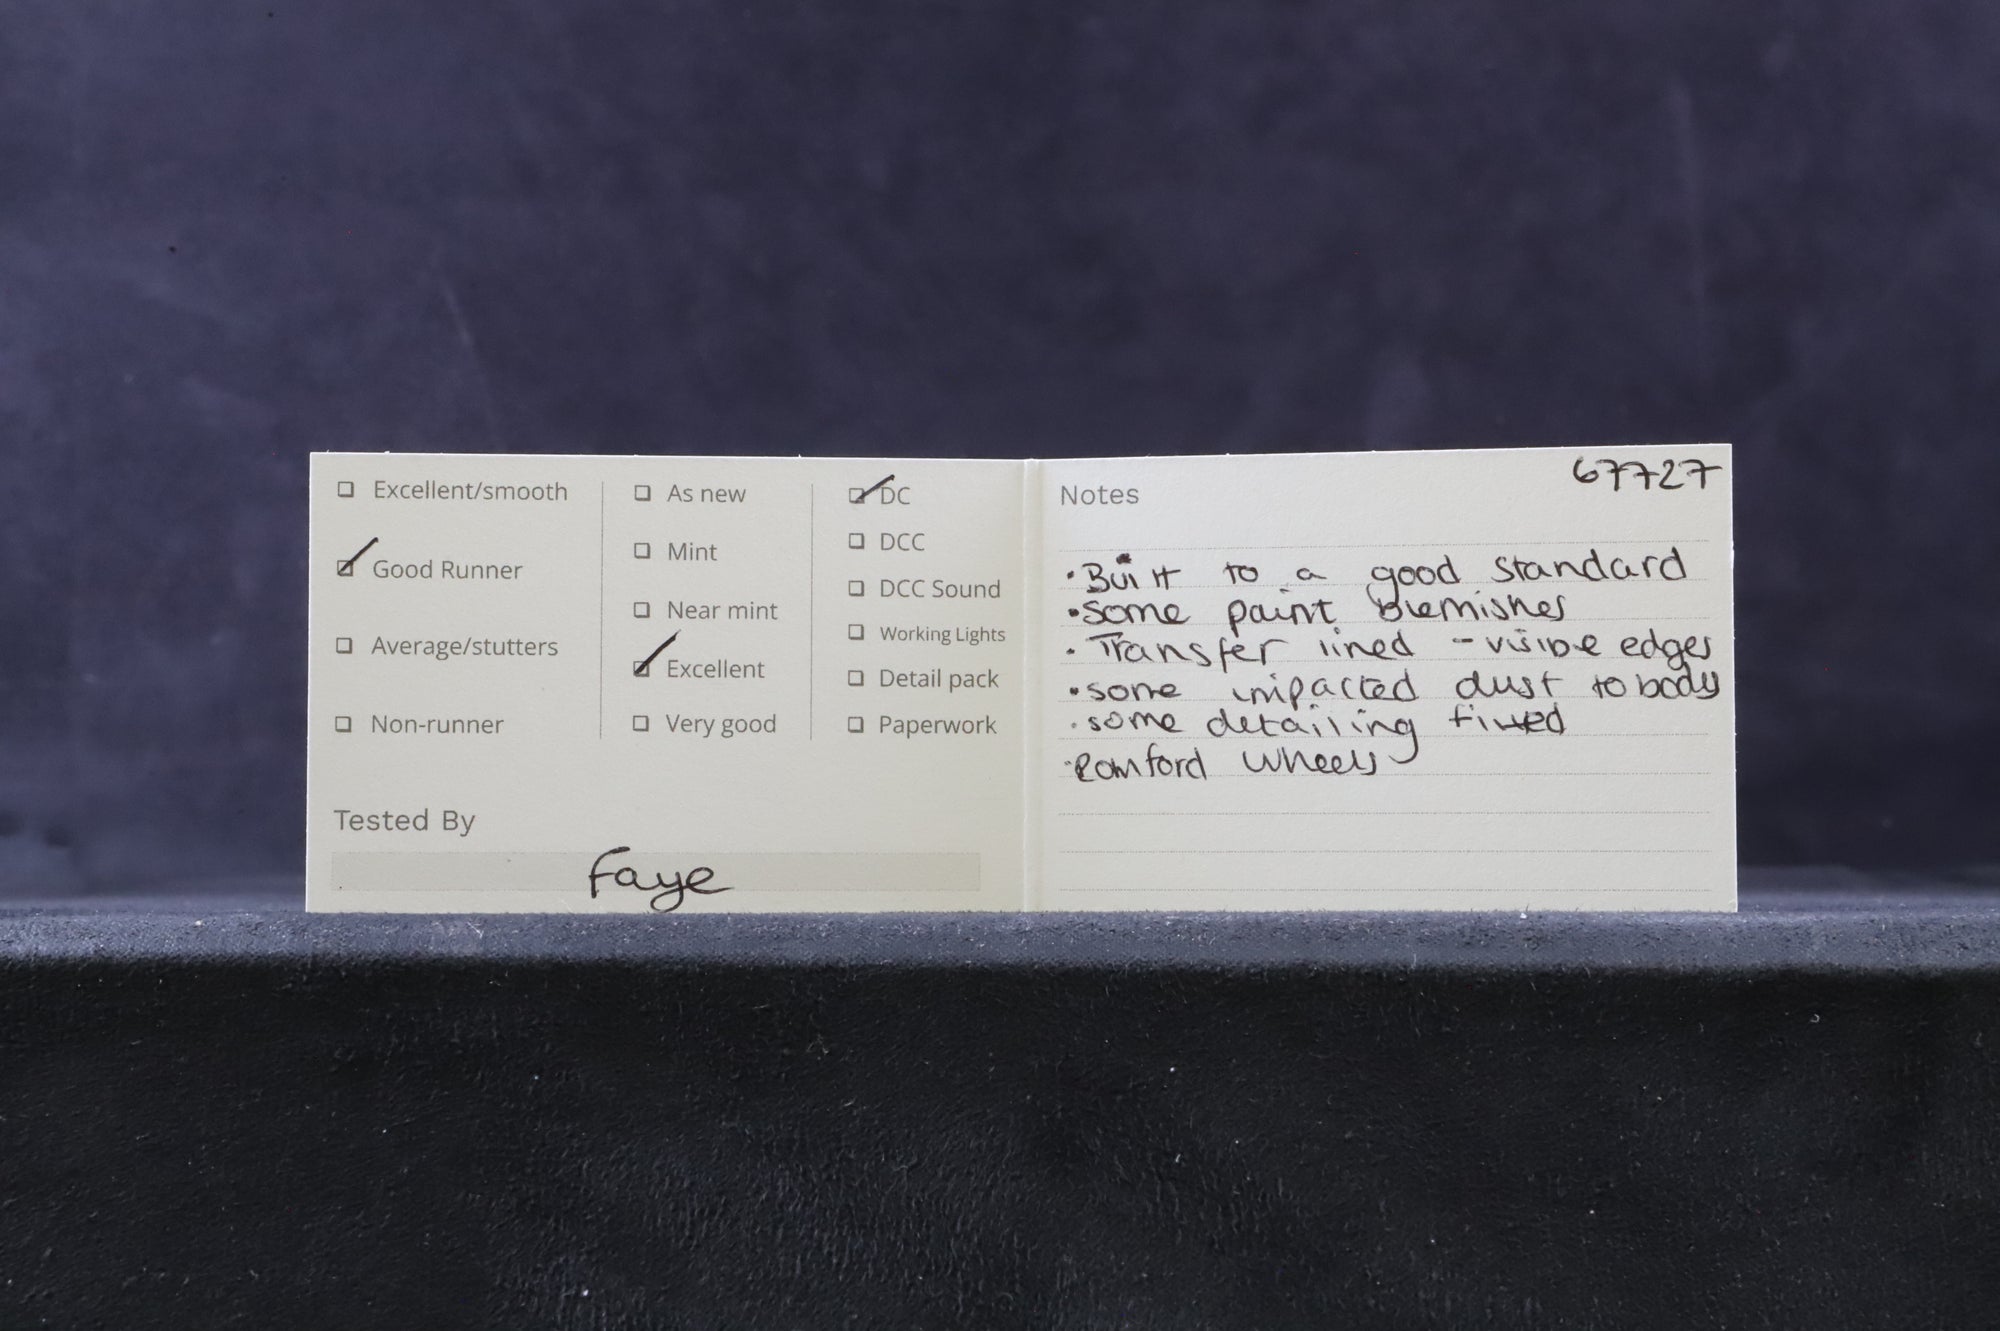 Excellent/smooth
Good Runner
Average/stutters
Non-runner
As new
Mint
Near mint
Excellent
Very good
DC
DCC
DCC Sound
Working Lights
Detail pack
Paperwork
Tested By
Faye
67727
Notes
• Built to a good standard
• some paint blemishes
• Transfer lined - visible edges
• some impacted dust to body
• some detailing fitted
• Romford wheels